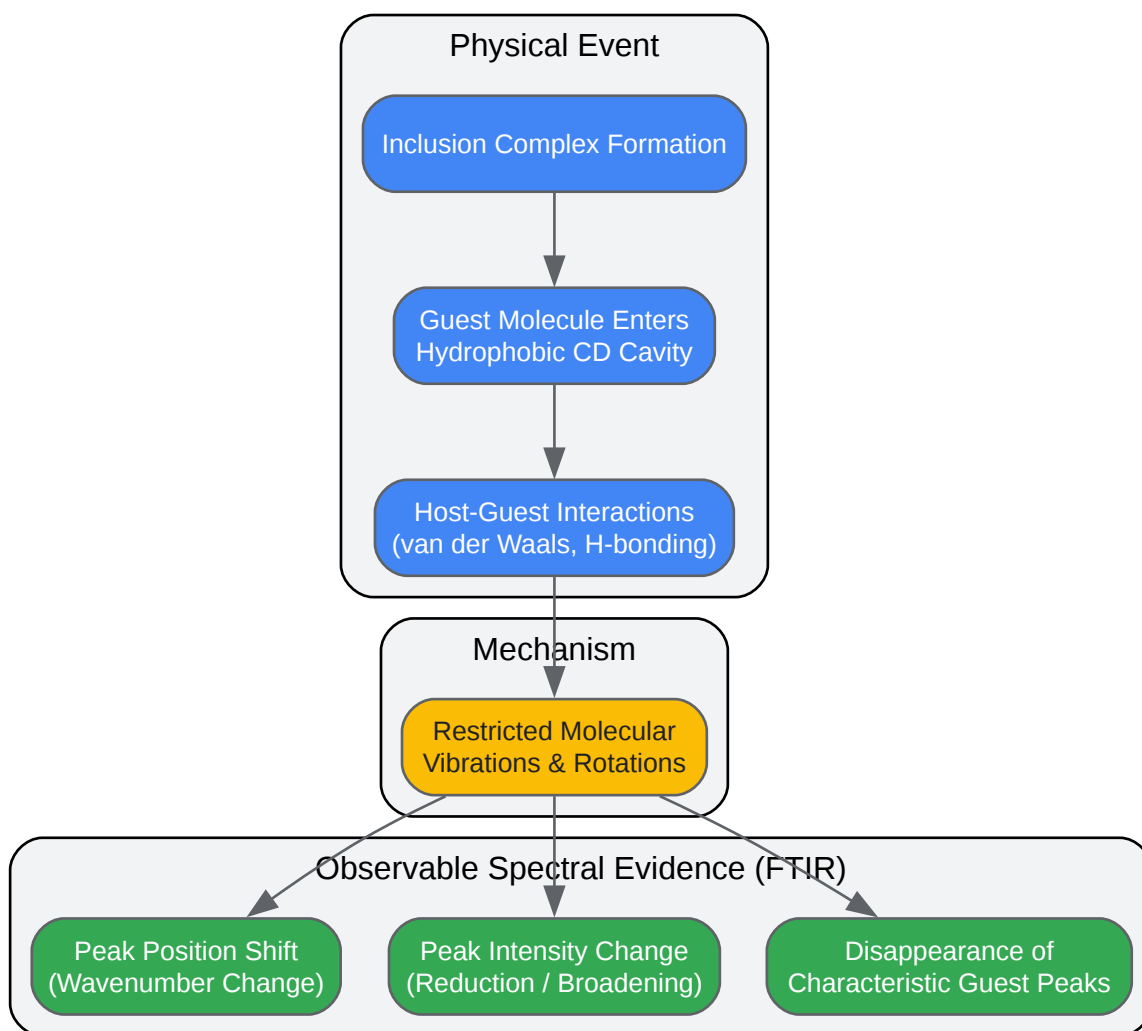 Physical Event
Inclusion Complex Formation
Guest Molecule Enters
Hydrophobic CD Cavity
Host-Guest Interactions
(van der Waals, H-bonding)
Mechanism
Restricted Molecular
Vibrations & Rotations
Observable Spectral Evidence (FTIR)
Peak Position Shift
(Wavenumber Change)
Peak Intensity Change
(Reduction / Broadening)
Disappearance of
Characteristic Guest Peaks